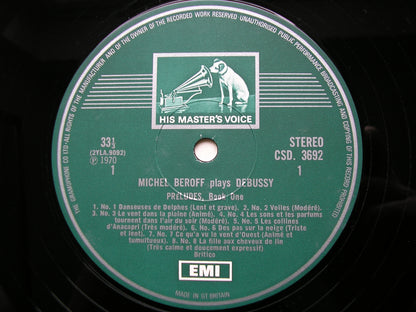 THE GRAMOPHONE CO LTD·ALL RIGHTS OF THE MANUFACTURER AND OF THE OWNER OF THE RECORDED WORK RESERVED·UNAUTHORISED PUBLIC PERFORMANCE BROADCASTING AND COPYING OF THIS RECORD PROHIBITED
HIS MASTER'S VOICE
33⅓
(2YLA.9092)
Ⓟ 1970
1
STEREO
CSD. 3692
1
MICHEL BEROFF plays DEBUSSY
PRELUDES, Book One
No. 1 Danseuses de Delphes (Lent et grave). 2. No. 2 Voiles (Modéré).
3. No. 3 Le vent dans la plaine (Animé). 4. No. 4 Les sons et les parfums
tournent dans l'air du soir (Modéré). 5. No. 5 Les collines
d'Anacapri (Très modéré). 6. No. 6 Des pas sur la neige (Triste
et lent). 7. No. 7 Ce qu'a vu le vent d'Ouest (Animé et
tumultueux). 8. No. 8 La fille aux cheveux de lin
(Très calme et doucement expressif)
Britico
EMI
MADE IN GT BRITAIN